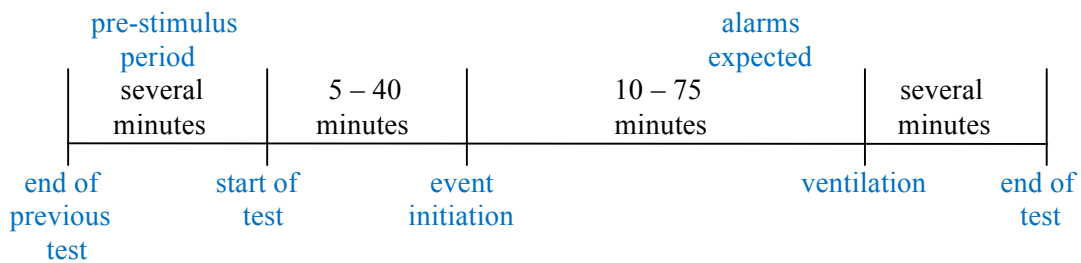 pre-stimulus
period
alarms
expected
several
minutes
5 – 40
minutes
10 – 75
minutes
several
minutes
end of
previous
test
start of
test
event
initiation
ventilation
end of
test